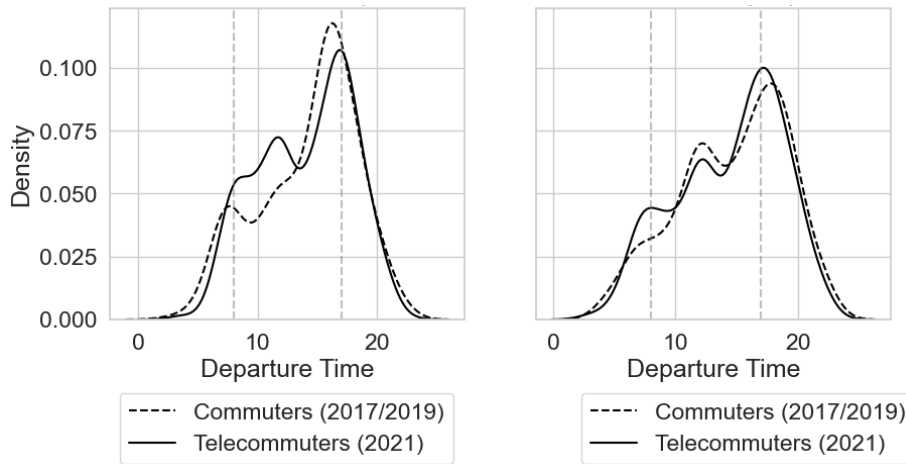 0.100
0.075
0.050
0.025
0.000
Density
0 10 20
Departure Time
Commuters (2017/2019)
Telecommuters (2021)
0 10 20
Departure Time
Commuters (2017/2019)
Telecommuters (2021)